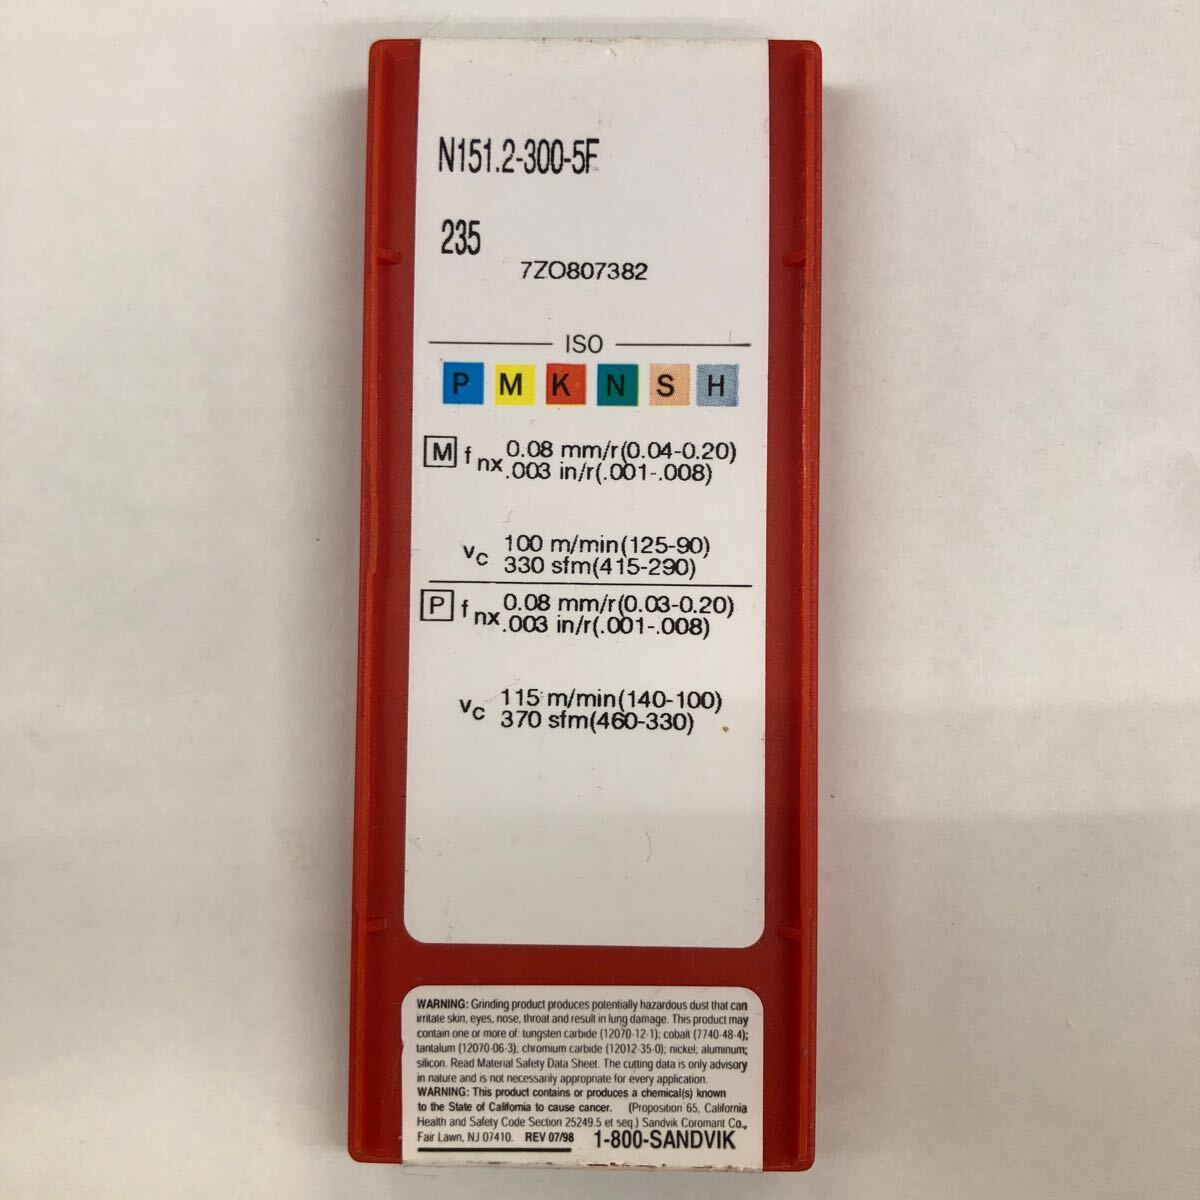 N151.2-300-5F
235
7ZO807382
ISO
P M K N S H
M f nx 0.08 mm/r(0.04-0.20)
.003 in/r(.001-.008)
vc 100 m/min(125-90)
330 sfm(415-290)
P f nx 0.08 mm/r(0.03-0.20)
.003 in/r(.001-.008)
vc 115 m/min(140-100)
370 sfm(460-330)
WARNING: Grinding product produces potentially hazardous dust that can
irritate skin, eyes, nose, throat and result in lung damage. This product may
contain one or more of: tungsten carbide (12070-12-1); cobalt (7740-48-4);
tantalum (12070-06-3); chromium carbide (12012-35-0); nickel; aluminum;
silicon. Read Material Safety Data Sheet. The cutting data is only advisory
in nature and is not necessarily appropriate for every application.
WARNING: This product contains or produces a chemical(s) known
to the State of California to cause cancer. (Proposition 65, California
Health and Safety Code Section 25249.5 et seq.) Sandvik Coromant Co.,
Fair Lawn, NJ 07410. REV 07/98 1-800-SANDVIK